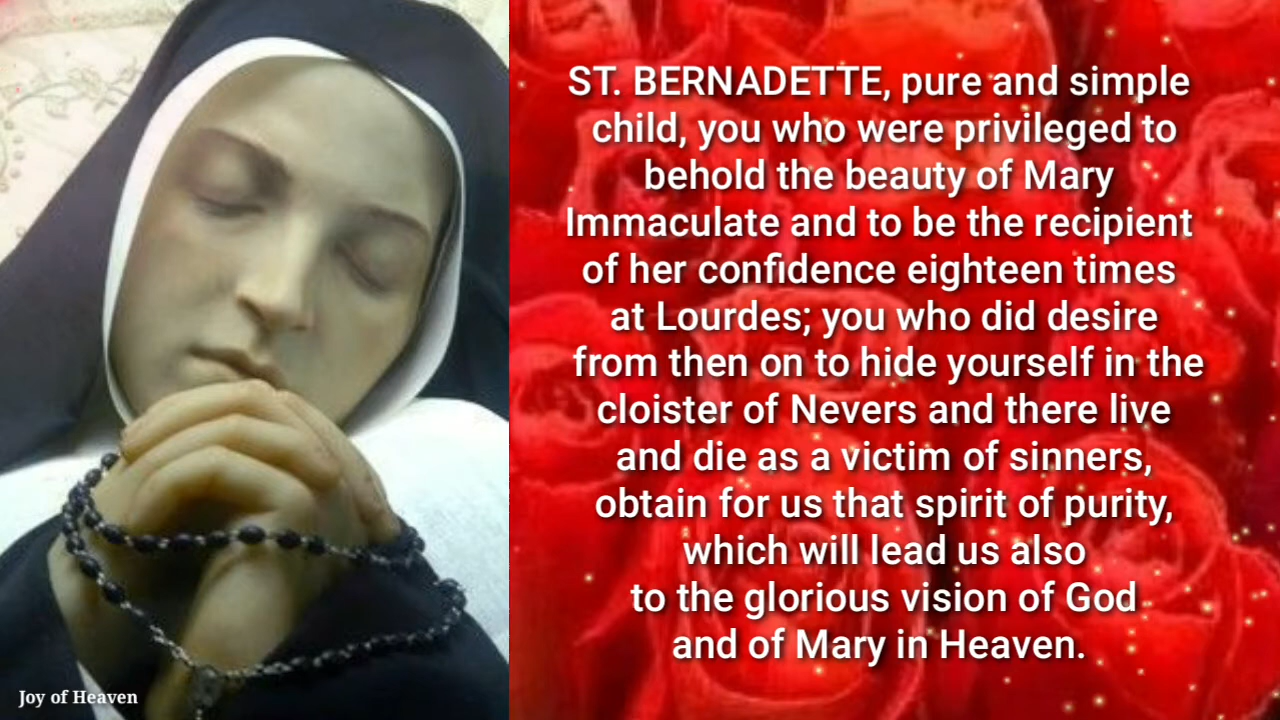 ST. BERNADETTE, pure and simple
child, you who were privileged to
behold the beauty of Mary
Immaculate and to be the recipient
of her confidence eighteen times
at Lourdes; you who did desire
from then on to hide yourself in the
cloister of Nevers and there live
and die as a victim of sinners,
obtain for us that spirit of purity,
which will lead us also
to the glorious vision of God
and of Mary in Heaven.
Joy of Heaven